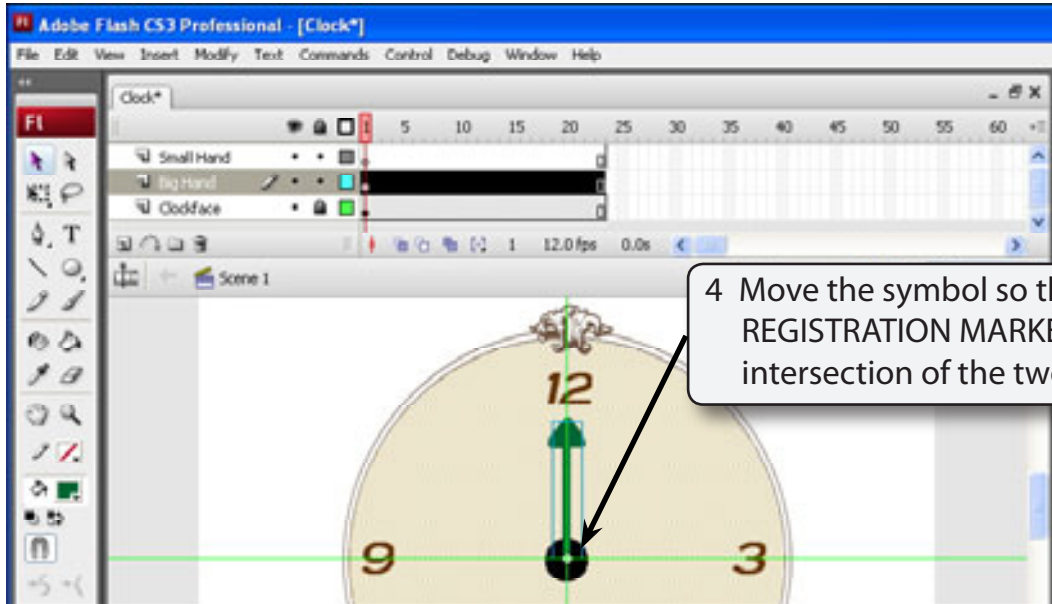 Adobe Flash CS3 Professional - [Clock*]
File Edit View Insert Modify Text Commands Control Debug Window Help
Clock*
Fl
1 5 10 15 20 25 30 35 40 45 50 55 60
Small Hand
Big Hand
Clockface
1 12.0 fps 0.0s
Scene 1
4 Move the symbol so th
REGISTRATION MARKE
intersection of the tw
12
9 3